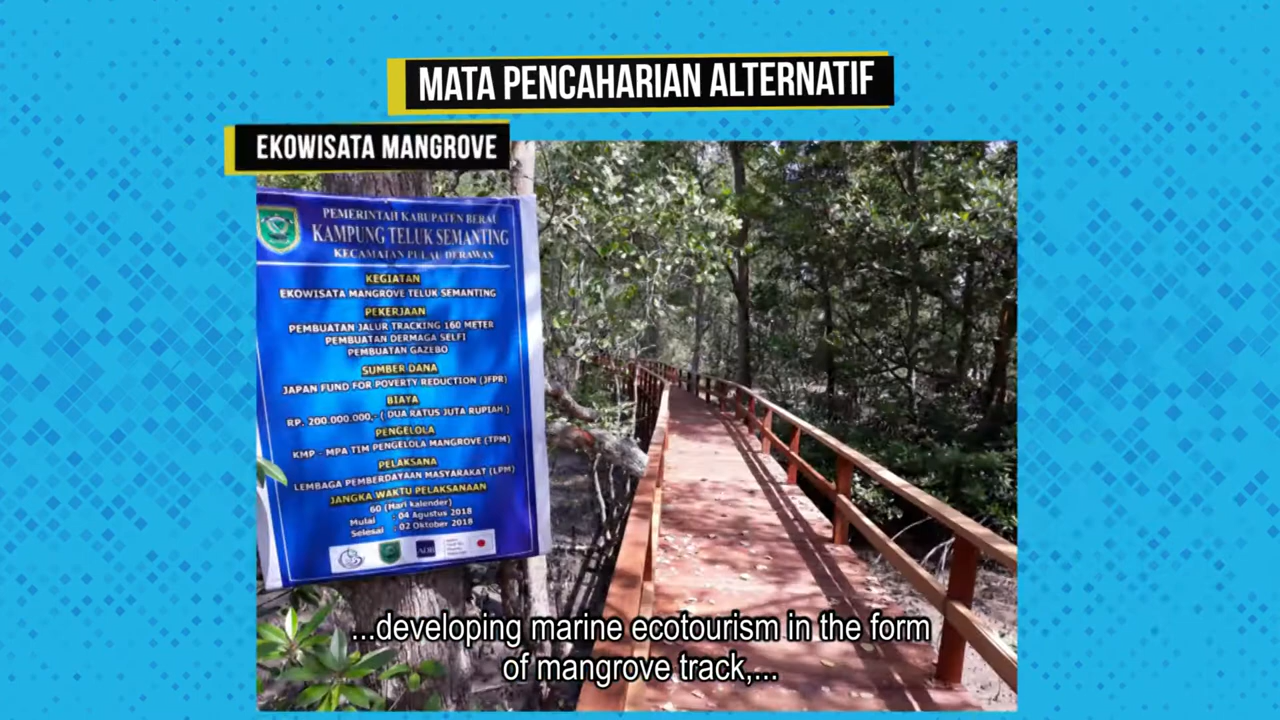 MATA PENCAHARIAN ALTERNATIF
EKOWISATA MANGROVE
PEMERINTAH KABUPATEN BERAU
KAMPUNG TELUK SEMANTING
KECAMATAN PULAU DERAWAN
KEGIATAN
EKOWISATA MANGROVE TELUK SEMANTING
PEKERJAAN
PEMBUATAN JALUR TRACKING 160 METER
PEMBUATAN DERMAGA SELFI
PEMBUATAN GAZEBO
SUMBER DANA
JAPAN FUND FOR POVERTY REDUCTION (JFPR)
BIAYA
RP. 200.000.000,- ( DUA RATUS JUTA RUPIAH )
PENGELOLA
KMP - MPA TIM PENGELOLA MANGROVE (TPM)
PELAKSANA
LEMBAGA PEMBERDAYAAN MASYARAKAT (LPM)
JANGKA WAKTU PELAKSANAAN
60 (Hari kalender)
Mulai : 04 Agustus 2018
Selesai : 02 Oktober 2018
ADB
...developing marine ecotourism in the form
of mangrove track,...